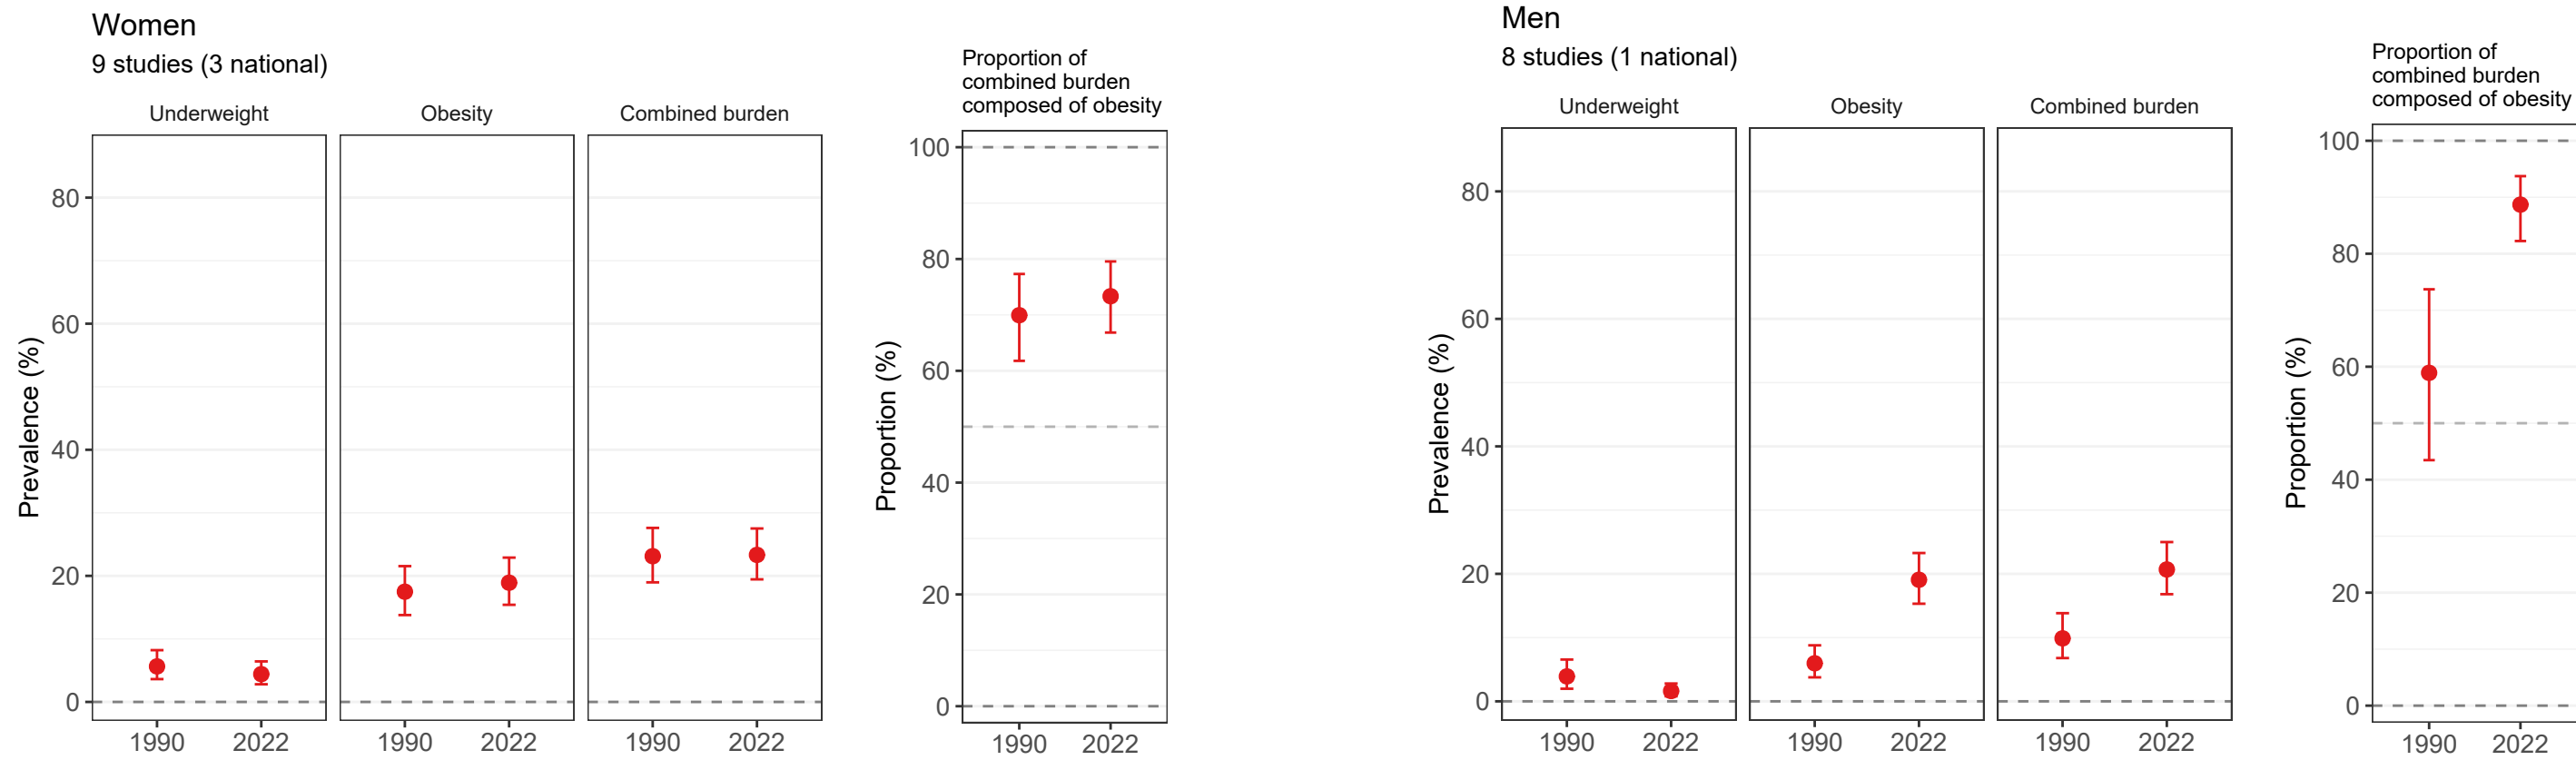 Women
9 studies (3 national)
Underweight
Obesity
Combined burden
Proportion of
combined burden
composed of obesity
Prevalence (%)
80
60
40
20
0
1990 2022
1990 2022
1990 2022
Proportion (%)
100
80
60
40
20
0
1990 2022
Men
8 studies (1 national)
Underweight
Obesity
Combined burden
Proportion of
combined burden
composed of obesity
Prevalence (%)
80
60
40
20
0
1990 2022
1990 2022
1990 2022
Proportion (%)
100
80
60
40
20
0
1990 2022